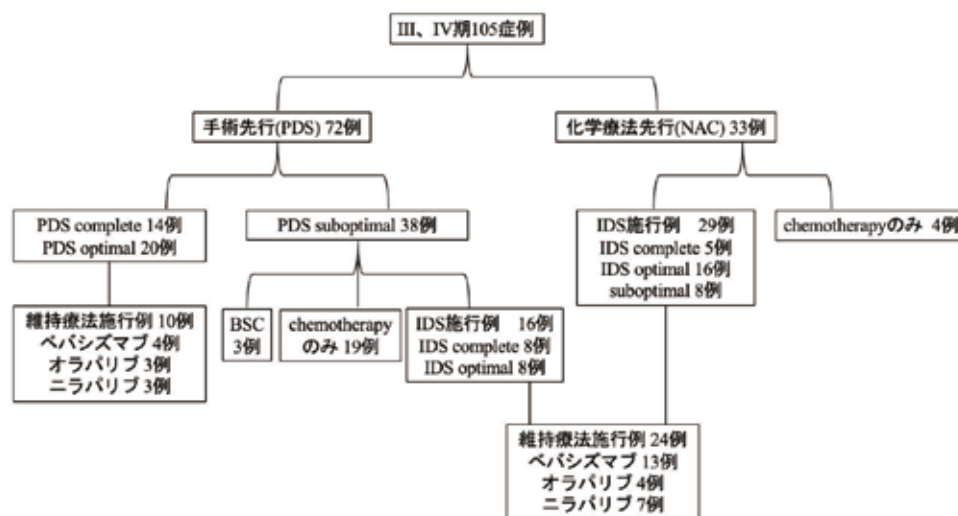 III、IV期105症例
手術先行(PDS) 72例
化学療法先行(NAC) 33例
PDS complete 14例
PDS optimal 20例
PDS suboptimal 38例
IDS施行例 29例
IDS complete 5例
IDS optimal 16例
suboptimal 8例
chemotherapyのみ 4例
維持療法施行例 10例
ベバシズマブ 4例
オラパリブ 3例
ニラパリブ 3例
BSC
3例
chemotherapy
のみ 19例
IDS施行例 16例
IDS complete 8例
IDS optimal 8例
維持療法施行例 24例
ベバシズマブ 13例
オラパリブ 4例
ニラパリブ 7例